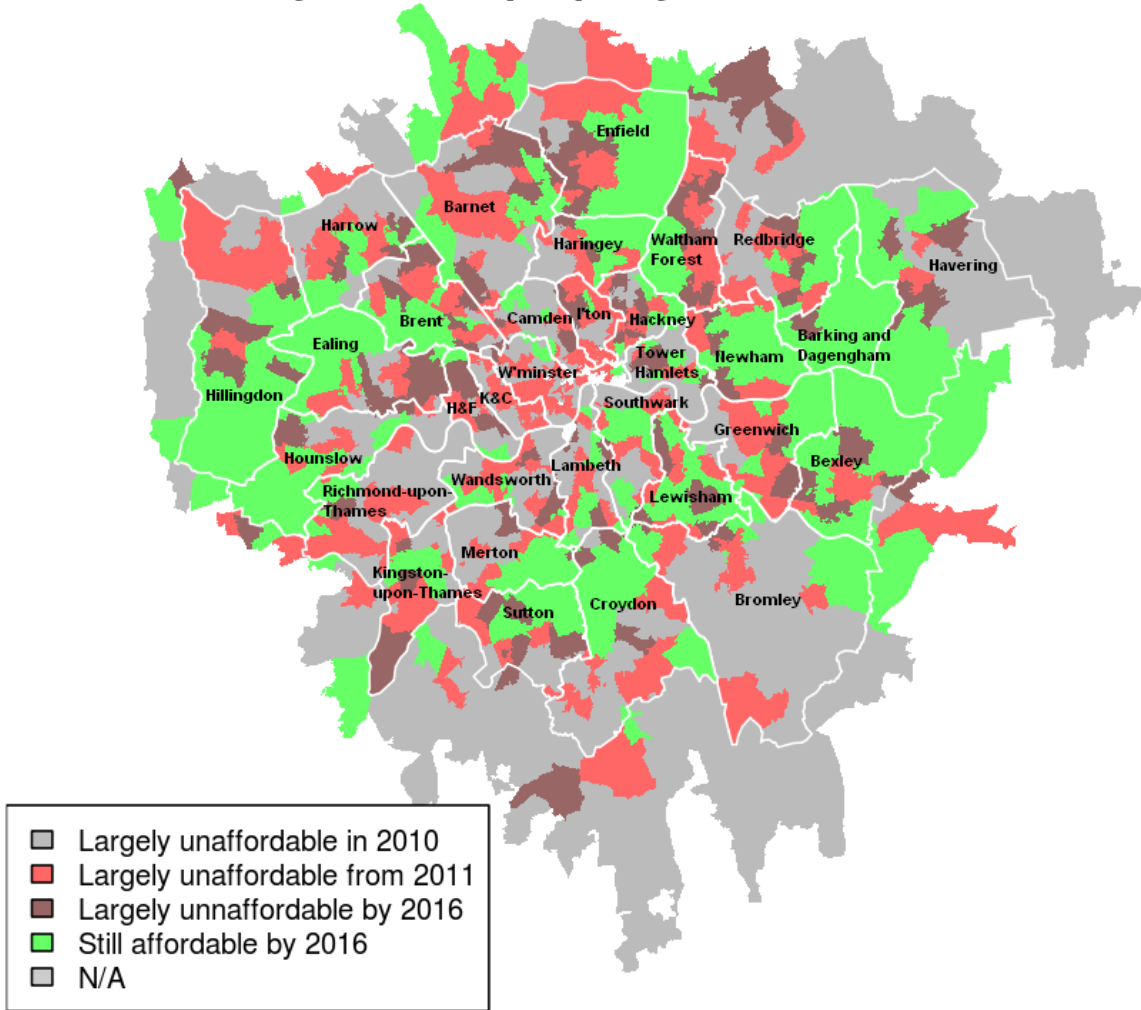 Enfield
Barnet
Harrow
Haringey
Waltham
Forest
Redbridge
Havering
Brent
Camden
I'ton
Hackney
Ealing
Barking and
Dagengham
W'minster
Tower
Hamlets
Newham
Hillingdon
H&F
K&C
Southwark
Greenwich
Hounslow
Bexley
Wandsworth
Lambeth
Richmond-upon-
Thames
Lewisham
Merton
Kingston-
upon-Thames
Sutton
Croydon
Bromley
Largely unaffordable in 2010
Largely unaffordable from 2011
Largely unnaffordable by 2016
Still affordable by 2016
N/A